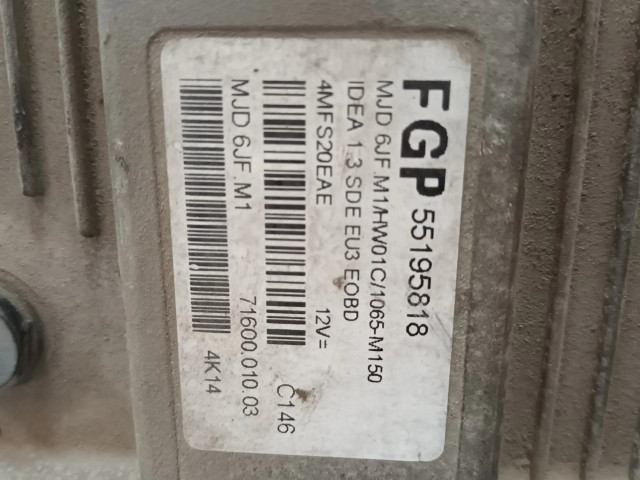 FGP 55195818
MJD 6JF.M1/HW01C/1065-M150
IDEA 1.3 SDE EU3 EOBD
4MFS20EAE 12V=
C146
MJD 6JF .M1 71600.010.03
4K14